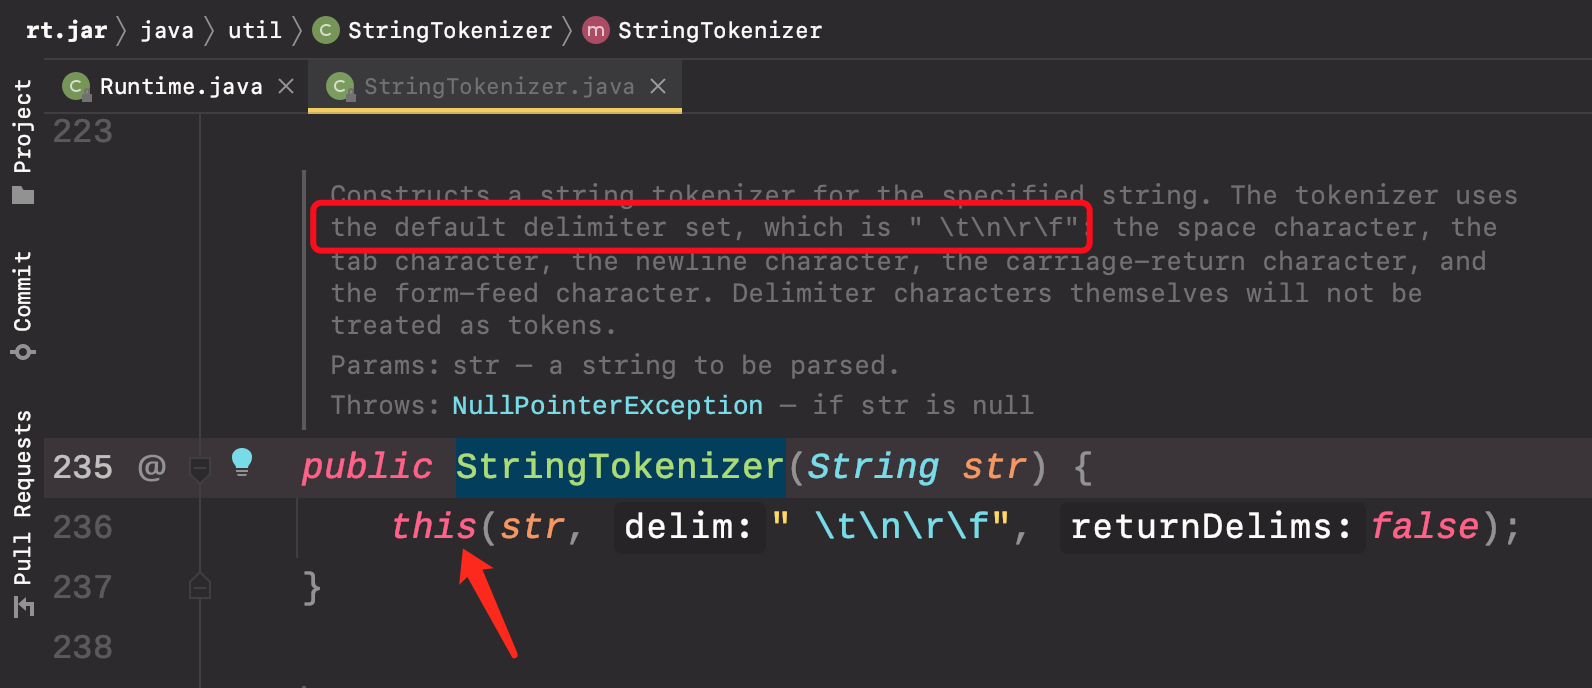 rt.jar 〉 java 〉 util 〉 C StringTokenizer 〉 m StringTokenizer
C Runtime.java × C StringTokenizer.java ×
Project
Commit
Pull Requests
223
Constructs a string tokenizer for the specified string. The tokenizer uses
the default delimiter set, which is " \t\n\r\f": the space character, the
tab character, the newline character, the carriage-return character, and
the form-feed character. Delimiter characters themselves will not be
treated as tokens.
Params: str – a string to be parsed.
Throws: NullPointerException – if str is null
235 @ public StringTokenizer(String str) {
236 this(str, delim: " \t\n\r\f", returnDelims: false);
237 }
238